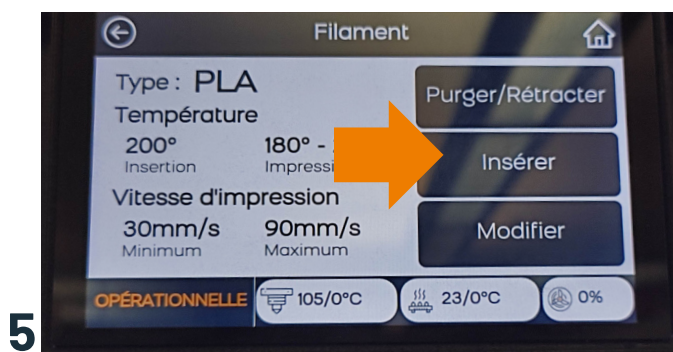 Filament
Type : PLA
Température
200° 180° -
Insertion
Vitesse d'impression
30mm/s 90mm/s
Minimum Maximum
Purger/Rétracter
Insérer
Modifier
OPÉRATIONNELLE 105/0°C 23/0°C 0%
5